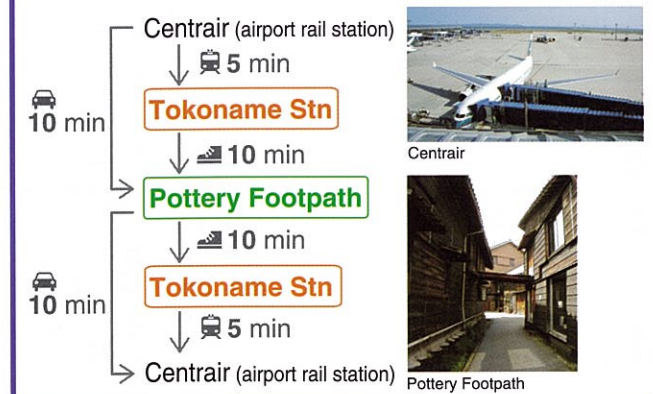 Centrair (airport rail station)
5 min
10 min
Tokoname Stn
10 min
Centrair
Pottery Footpath
10 min
Tokoname Stn
10 min
5 min
Centrair (airport rail station)
Pottery Footpath